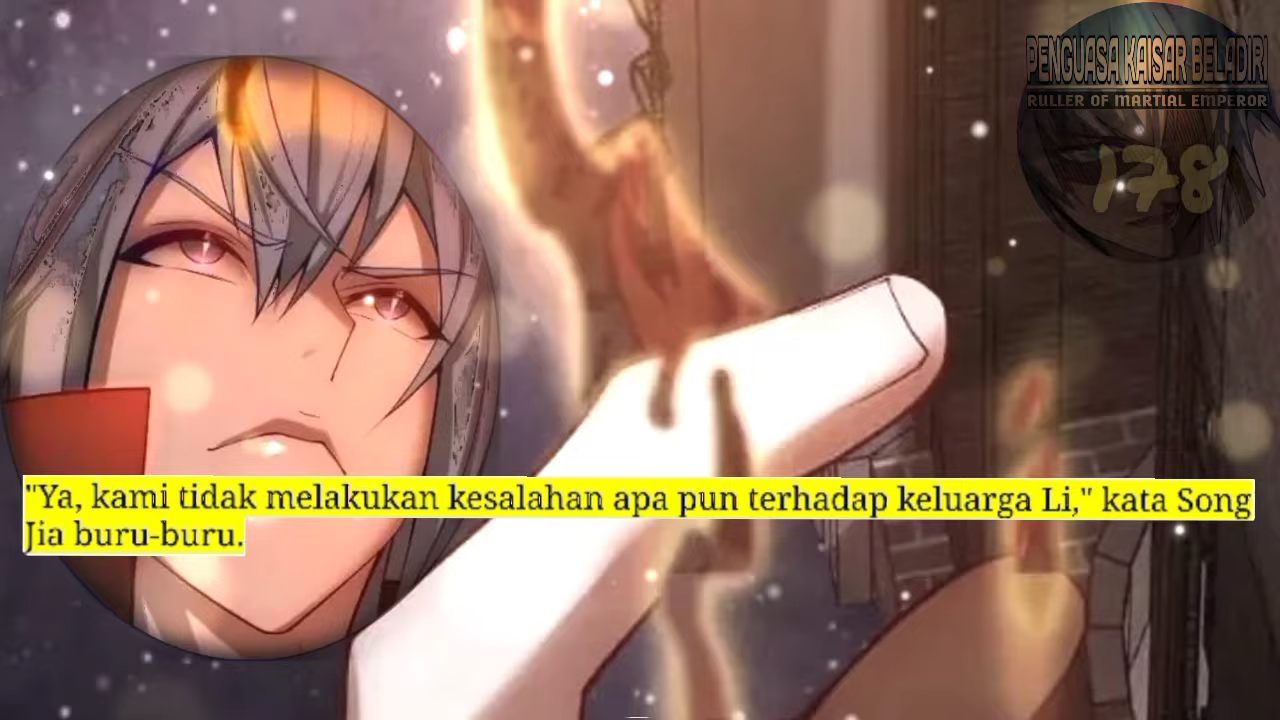 PENGUASA KAISAR BELADIRI
RULLER OF MARTIAL EMPEROR
178
"Ya, kami tidak melakukan kesalahan apa pun terhadap keluarga Li," kata Song
Jia buru-buru.